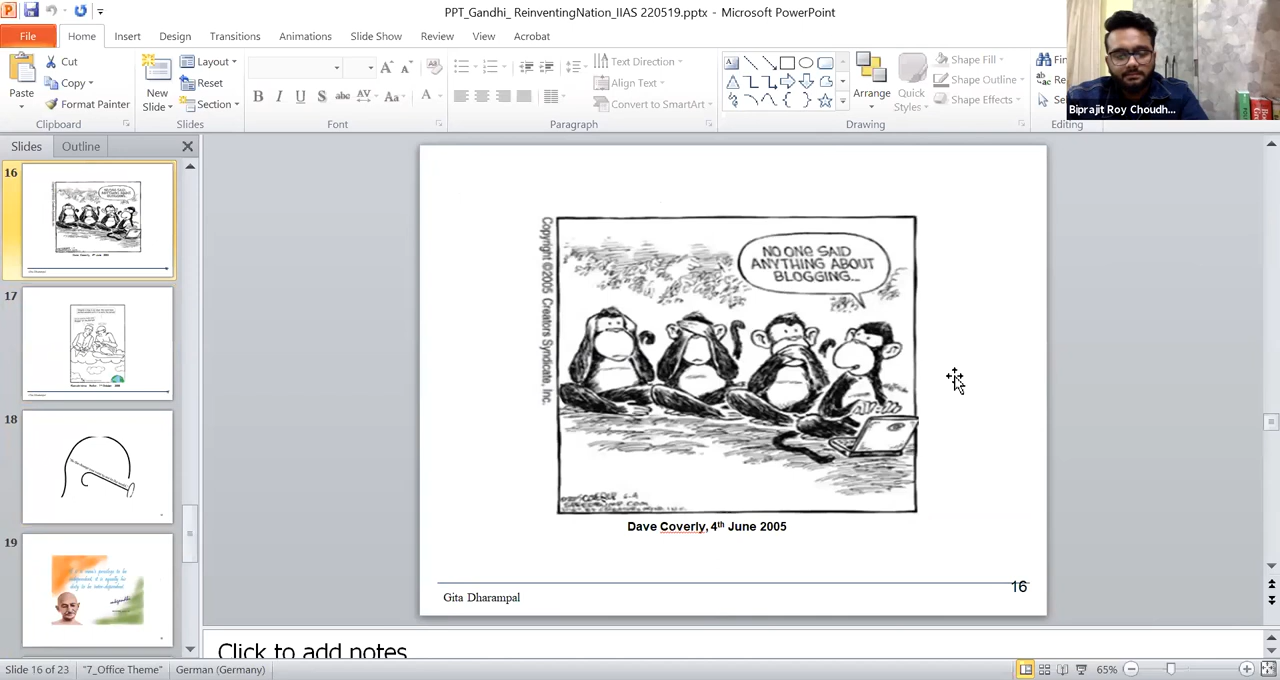 PPT_Gandhi_ ReinventingNation_IIAS 220519.pptx - Microsoft PowerPoint
File Home Insert Design Transitions Animations Slide Show Review View Acrobat
Paste
Cut
Copy
Format Painter
Clipboard
New
Slide
Layout
Reset
Section
Slides
B I U S abc AV Aa A
Font
Text Direction
Align Text
Convert to SmartArt
Paragraph
Arrange
Quick
Styles
Shape Fill
Shape Outline
Shape Effects
Drawing
Editing
Biprajit Roy Choudh...
Slides Outline
16
17
18
19
NO ONE SAID
ANYTHING ABOUT
BLOGGING...
Copyright ©2005 Creators Syndicate, Inc.
Dave Coverly, 4th June 2005
Gita Dharampal
16
Click to add notes
Slide 16 of 23 "7_Office Theme" German (Germany) 65%